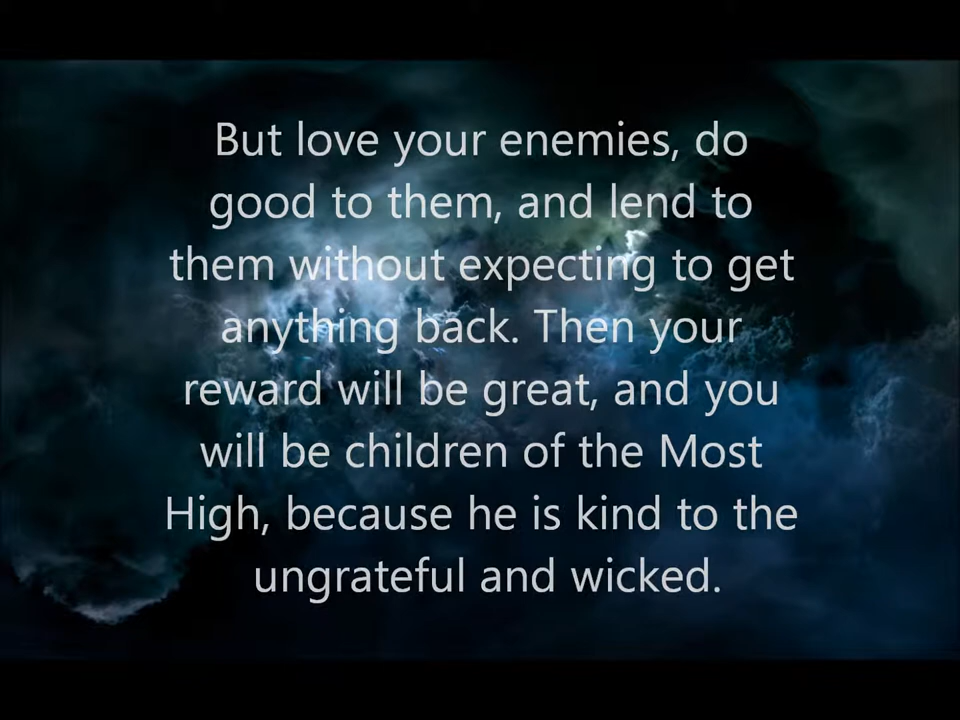 But love your enemies, do
good to them, and lend to
them without expecting to get
anything back. Then your
reward will be great, and you
will be children of the Most
High, because he is kind to the
ungrateful and wicked.